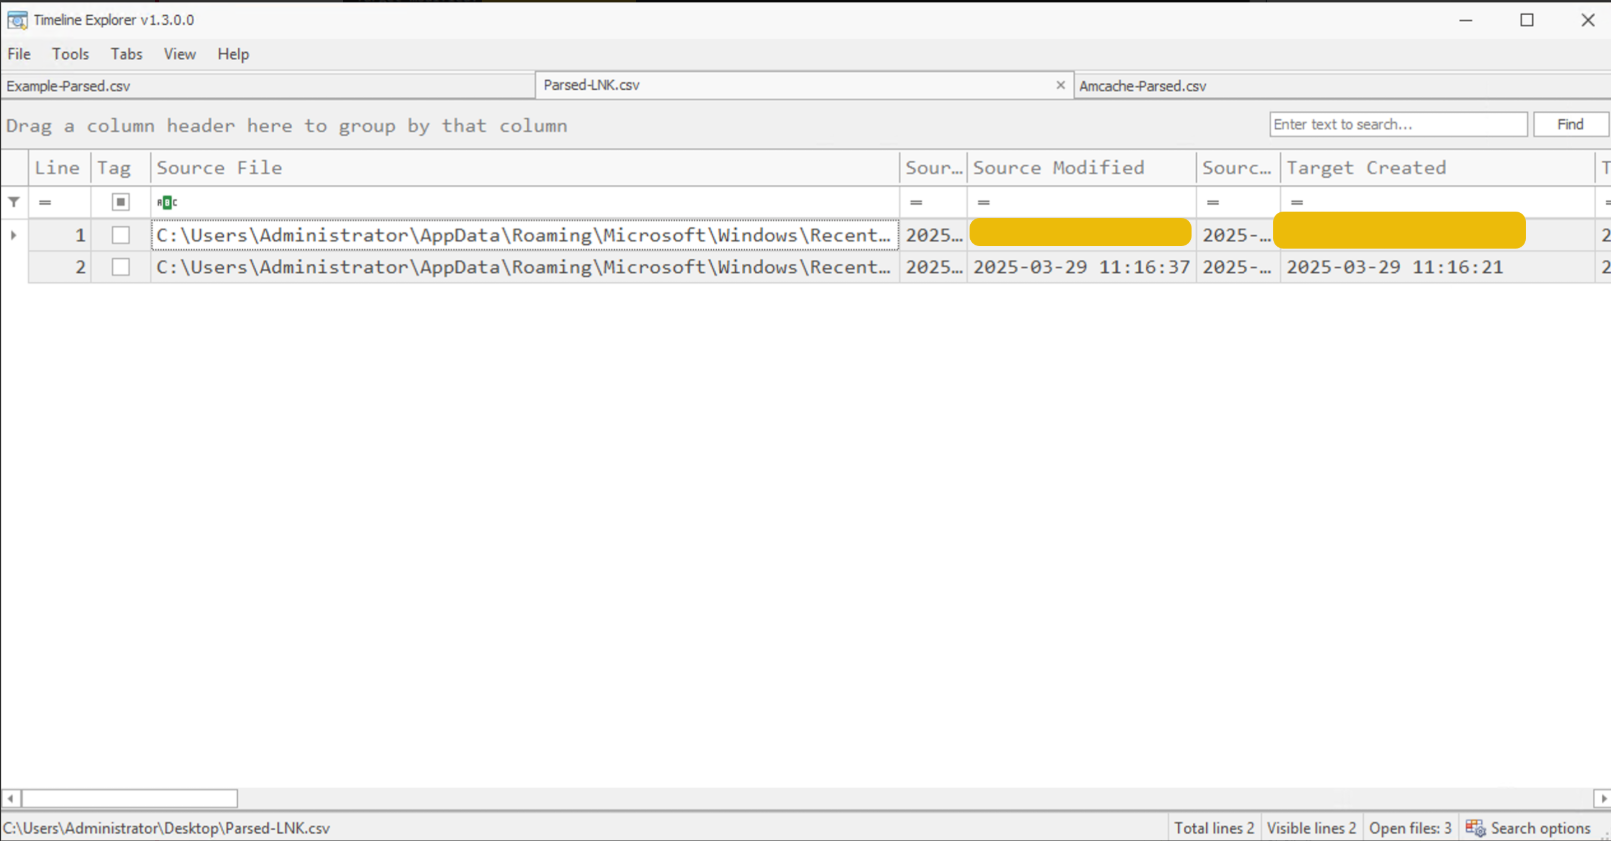 Timeline Explorer v1.3.0.0
File Tools Tabs View Help
Example-Parsed.csv Parsed-LNK.csv × Amcache-Parsed.csv
Drag a column header here to group by that column Enter text to search... Find
Line Tag Source File Sour... Source Modified Sourc... Target Created T
= ABC = = = = =
1 C:\Users\Administrator\AppData\Roaming\Microsoft\Windows\Recent... 2025... 2025-... 2
2 C:\Users\Administrator\AppData\Roaming\Microsoft\Windows\Recent... 2025... 2025-03-29 11:16:37 2025-... 2025-03-29 11:16:21 2
C:\Users\Administrator\Desktop\Parsed-LNK.csv Total lines 2 Visible lines 2 Open files: 3 Search options